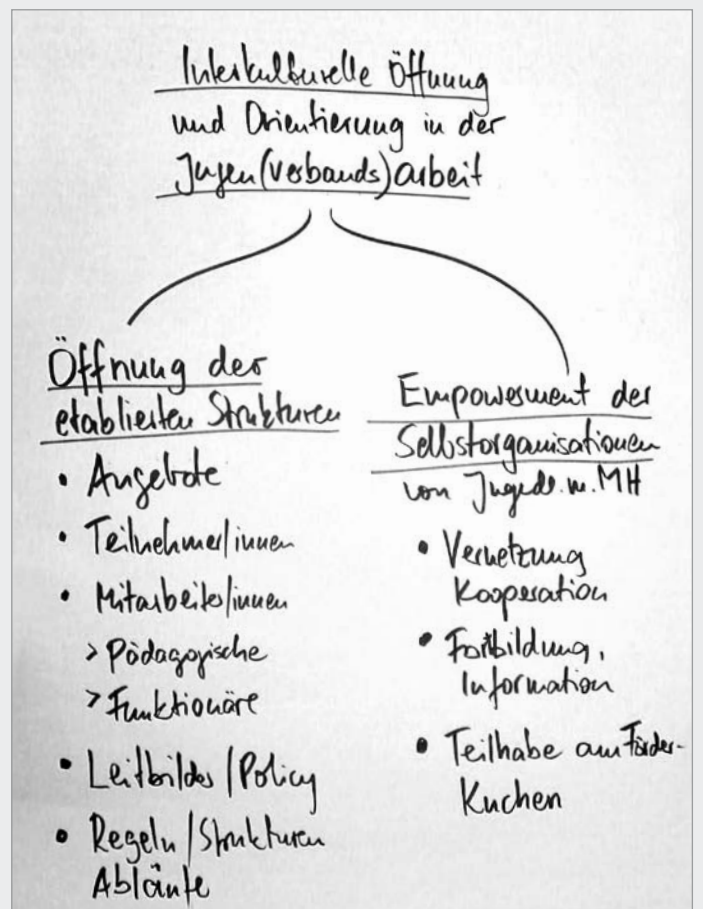 Interkulturelle Öffnung
und Orientierung in der
Jugen(verbands)arbeit
Öffnung der
etablierten Strukturen
• Angebote
• Teilnehmer/innen
• Mitarbeiter/innen
> Pädagogische
> Funktionäre
• Leitbilder/Policy
• Regeln/Strukturen
Abläufe
Empowerment der
Selbstorganisationen
von Jugendl. m. MH
• Vernetzung
Kooperation
• Fortbildung,
Information
• Teilhabe am Förder-
Kuchen